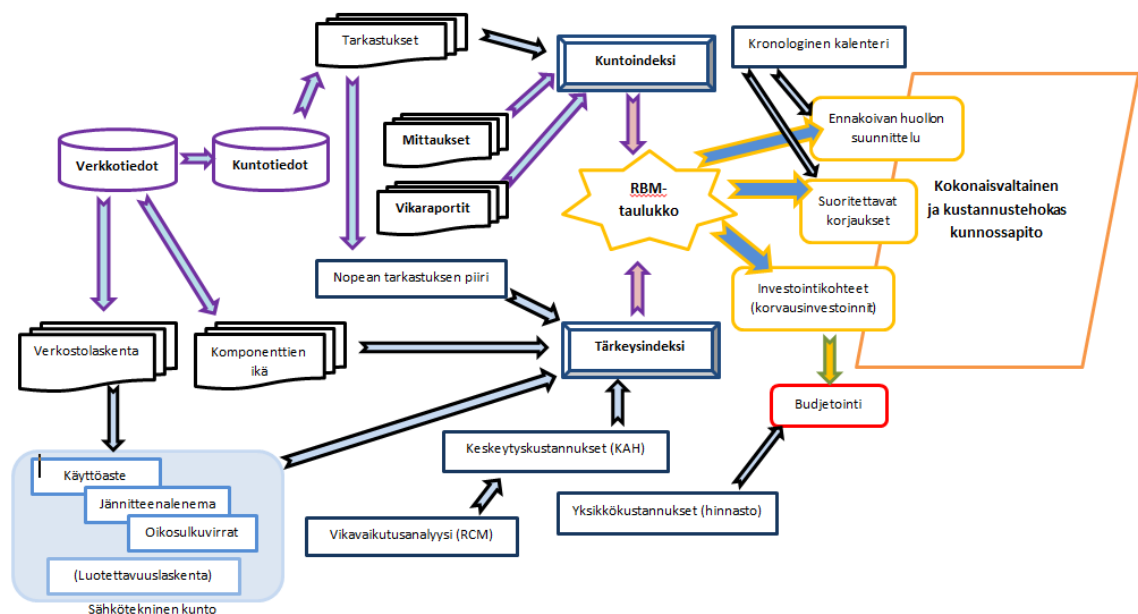 Tarkastukset
Kuntoindeksi
Kronologinen kalenteri
Ennakoivan huollon
suunnittelu
Mittaukset
Verkkotiedot
Kuntotiedot
Vikaraportit
RBM-
taulukko
Suoritettavat
korjaukset
Kokonaisvaltainen
ja kustannustehokas
kunnossapito
Nopean tarkastuksen piiri
Investointikohteet
(korvausinvestoinnit)
Verkostolaskenta
Komponenttien
ikä
Tärkeysindeksi
Budjetointi
Keskeytyskustannukset (KAH)
Käyttöaste
Jännitteenalenema
Oikosulkuvirrat
Yksikkökustannukset (hinnasto)
Vikavaikutusanalyysi (RCM)
(Luotettavuuslaskenta)
Sähkötekninen kunto